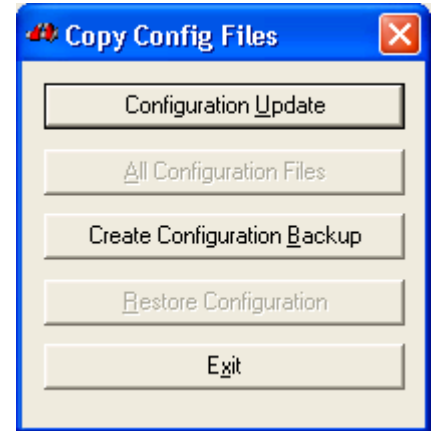 Copy Config Files
Configuration Update
All Configuration Files
Create Configuration Backup
Restore Configuration
Exit